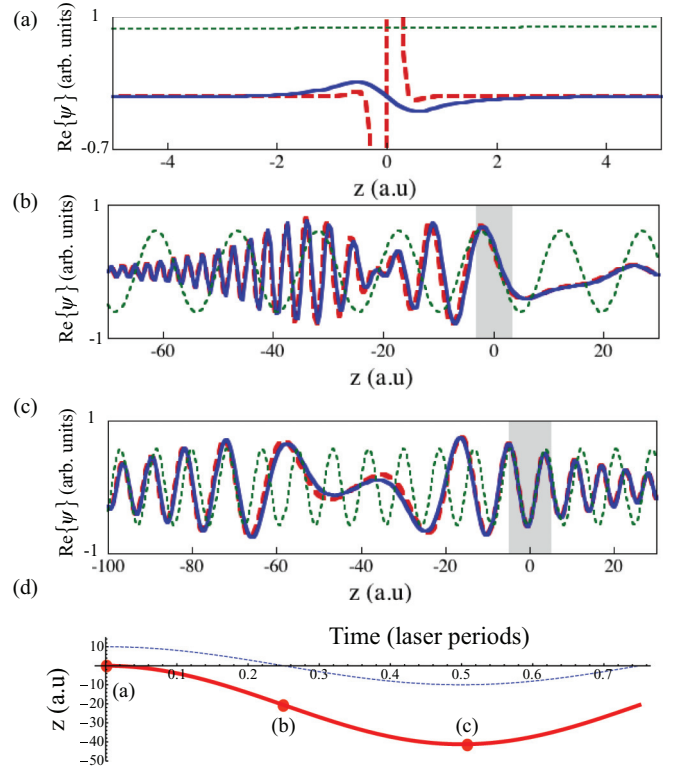 (a)
Re{ψ} (arb. units)
1
-0.7
-4 -2 0 2 4
z (a.u)
(b)
Re{ψ} (arb. units)
1
-1
-60 -40 -20 0 20
z (a.u)
(c)
Re{ψ} (arb. units)
1
-1
-100 -80 -60 -40 -20 0 20
z (a.u)
(d)
Time (laser periods)
z (a.u)
10
0
-10
-20
-30
-40
-50
0.1 0.2 0.3 0.4 0.5 0.6 0.7
(a)
(b)
(c)